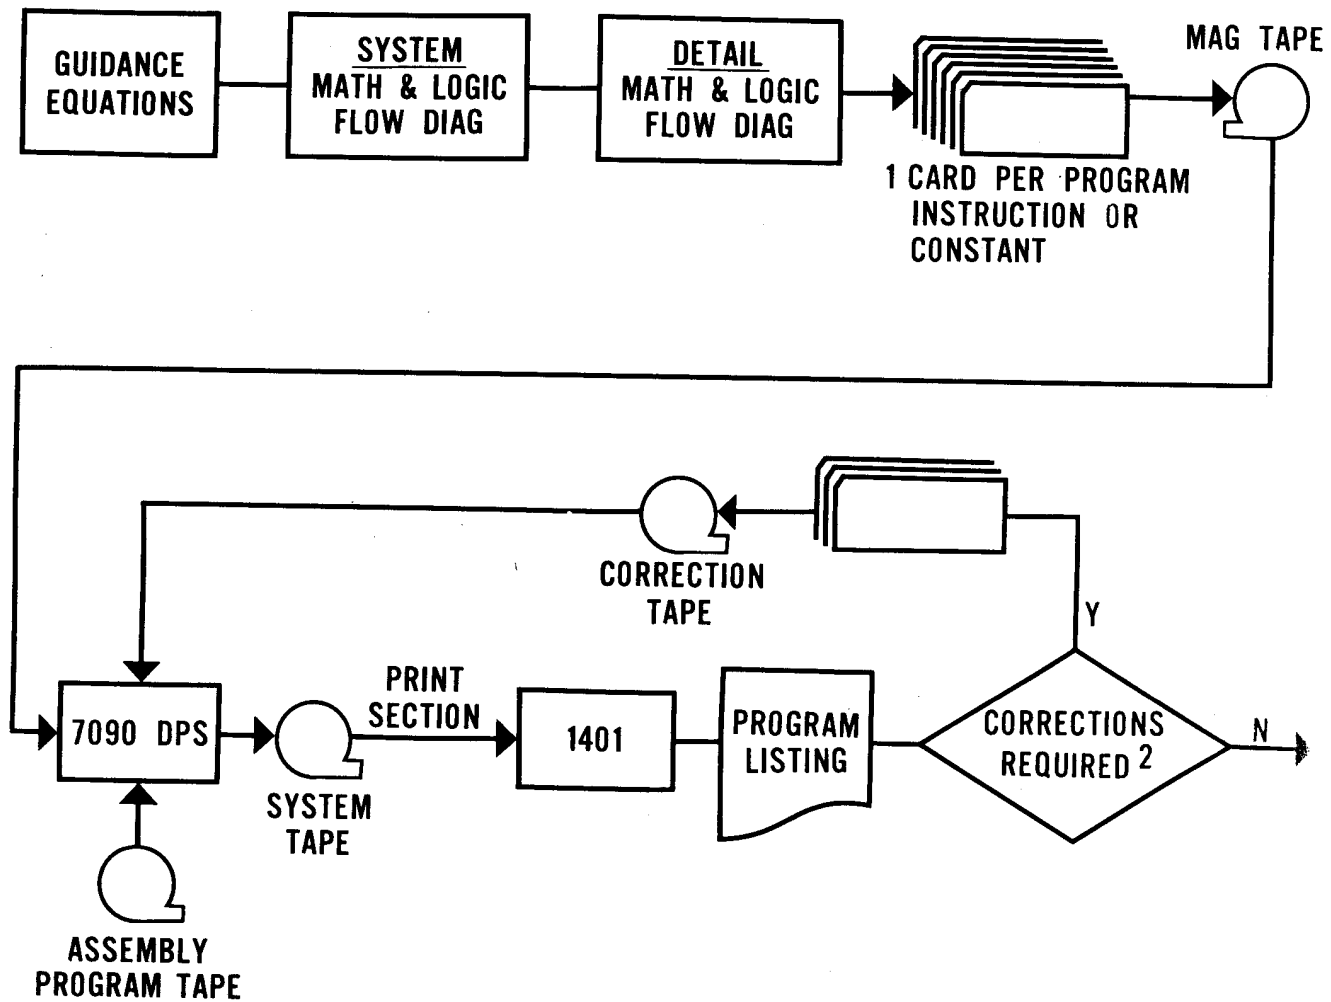 GUIDANCE
EQUATIONS
SYSTEM
MATH & LOGIC
FLOW DIAG
DETAIL
MATH & LOGIC
FLOW DIAG
1 CARD PER PROGRAM
INSTRUCTION OR
CONSTANT
MAG TAPE
CORRECTION
TAPE
Y
7090 DPS
SYSTEM
TAPE
PRINT
SECTION
1401
PROGRAM
LISTING
CORRECTIONS
REQUIRED 2
N
ASSEMBLY
PROGRAM TAPE